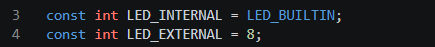 3 const int LED_INTERNAL = LED_BUILTIN;
4 const int LED_EXTERNAL = 8;